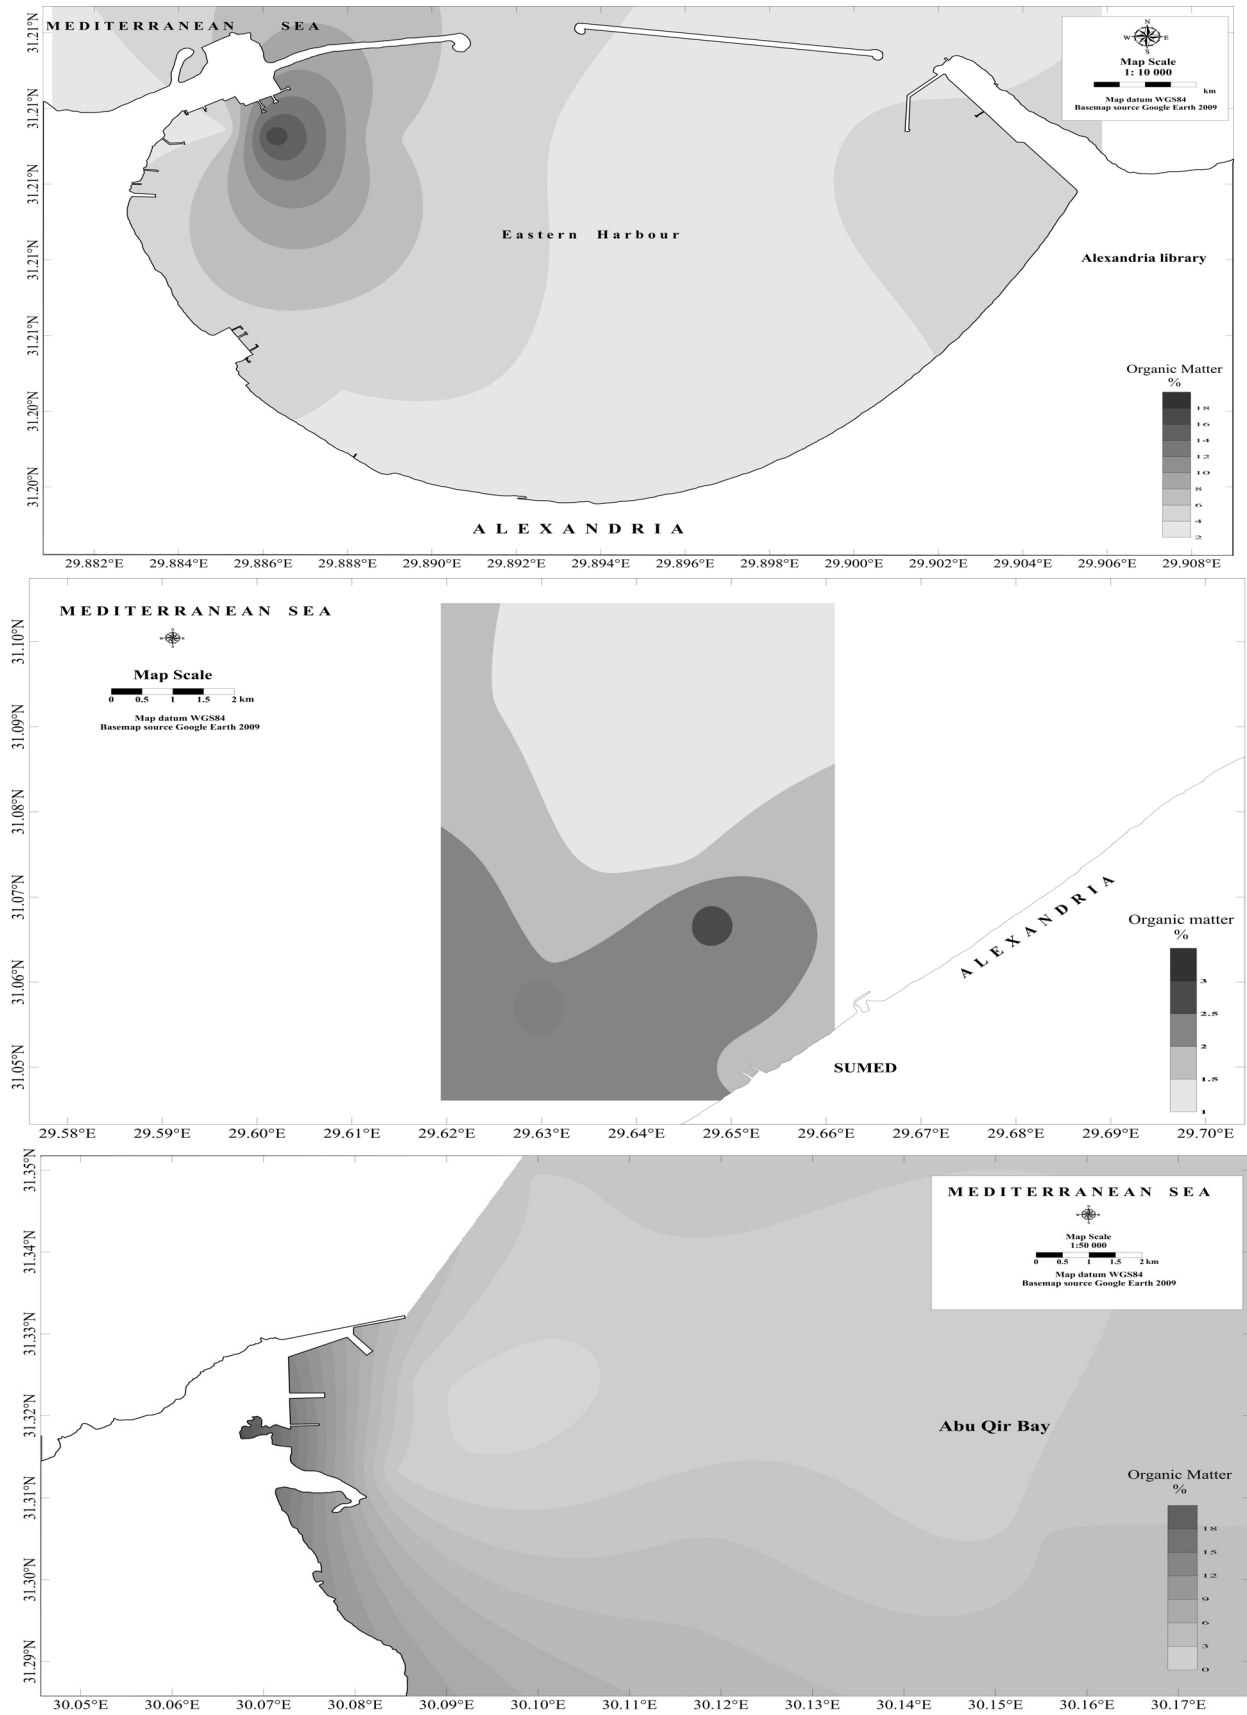 MEDITERRANEAN SEA
N
W E
S
Map Scale
1: 10 000
km
Map datum WGS84
Basemap source Google Earth 2009
31.21°N
31.21°N
31.21°N
31.21°N
31.21°N
31.20°N
31.20°N
Eastern Harbour
Alexandria library
ALEXANDRIA
Organic Matter
%
18
16
14
12
10
8
6
4
2
29.882°E 29.884°E 29.886°E 29.888°E 29.890°E 29.892°E 29.894°E 29.896°E 29.898°E 29.900°E 29.902°E 29.904°E 29.906°E 29.908°E
MEDITERRANEAN SEA
Map Scale
0 0.5 1 1.5 2 km
Map datum WGS84
Basemap source Google Earth 2009
31.10°N
31.09°N
31.08°N
31.07°N
31.06°N
31.05°N
ALEXANDRIA
SUMED
Organic matter
%
3
2.5
2
1.5
1
29.58°E 29.59°E 29.60°E 29.61°E 29.62°E 29.63°E 29.64°E 29.65°E 29.66°E 29.67°E 29.68°E 29.69°E 29.70°E
MEDITERRANEAN SEA
Map Scale
1:50 000
0 0.5 1 1.5 2 km
Map datum WGS84
Basemap source Google Earth 2009
31.35°N
31.34°N
31.33°N
31.32°N
31.31°N
31.30°N
31.29°N
Abu Qir Bay
Organic Matter
%
18
15
12
9
6
3
0
30.05°E 30.06°E 30.07°E 30.08°E 30.09°E 30.10°E 30.11°E 30.12°E 30.13°E 30.14°E 30.15°E 30.16°E 30.17°E